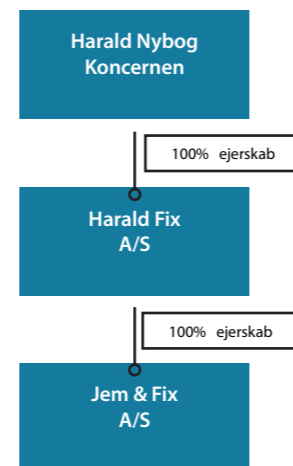 Harald Nybog
Koncernen
100% ejerskab
Harald Fix
A/S
100% ejerskab
Jem & Fix
A/S